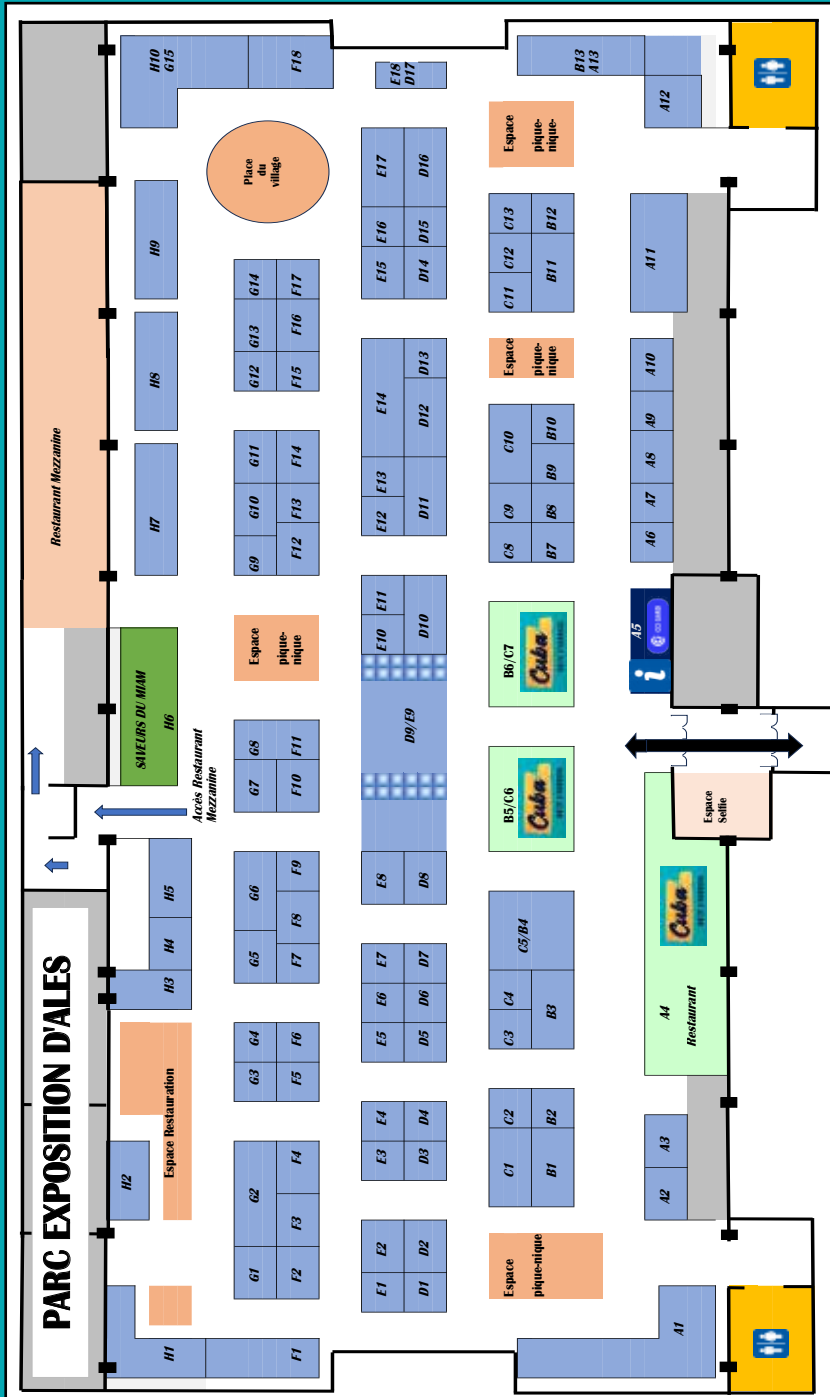 PARC EXPOSITION D'ALES
Restaurant Mezzanine
H1
H2
Espace Restauration
H3
H4
H5
Accès Restaurant
Mezzanine
SAVEURS DU MIAM
H6
H7
H8
H9
H10
G15
G1
G2
G3
G4
G5
G6
G7
G8
Espace
pique-
nique
G9
G10
G11
G12
G13
G14
Place
du
village
F1
F2
F3
F4
F5
F6
F7
F8
F9
F10
F11
F12
F13
F14
F15
F16
F17
F18
E1
E2
E3
E4
E5
E6
E7
E8
D9/E9
E10
E11
E12
E13
E14
E15
E16
E17
E18
D17
D1
D2
D3
D4
D5
D6
D7
D8
D10
D11
D12
D13
D14
D15
D16
Espace
pique-nique
C1
C2
C3
C4
C5/B4
B5/C6
Cuba
B6/C7
Cuba
C8
C9
C10
Espace
pique-
nique
C11
C12
C13
Espace
pique-
nique
B1
B2
B3
B7
B8
B9
B10
B11
B12
B13
A13
A1
A2
A3
A4
Restaurant
Cuba
Espace
Selfie
i
A5
A6
A7
A8
A9
A10
A11
A12